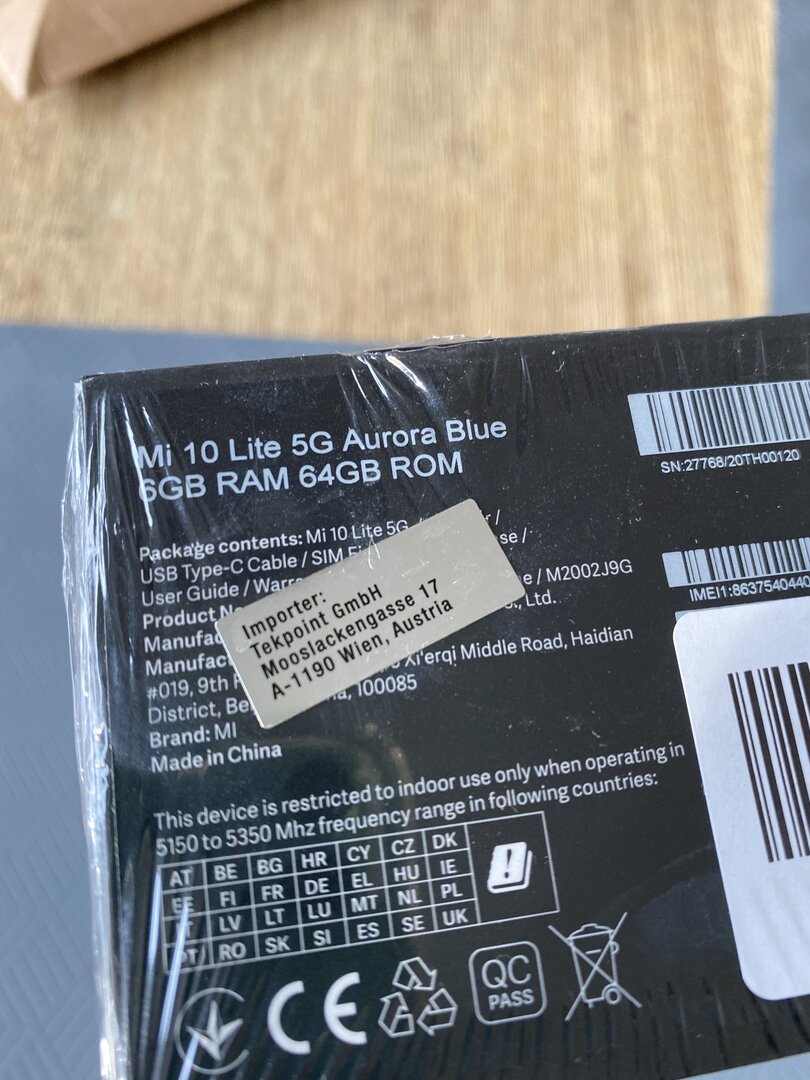 Mi 10 Lite 5G Aurora Blue
6GB RAM 64GB ROM
SN:27768/20TH00120
Package contents: Mi 10 Lite 5G
USB Type-C Cable / SIM
User Guide /
/ M2002J9G
Product
Ltd.
IMEI1:8637540440
Importer:
Tekpoint GmbH
Mooslackengasse 17
A-1190 Wien, Austria
Xi'erqi Middle Road, Haidian
#019, 9th
District, 100085
Brand: MI
Made in China
This device is restricted to indoor use only when operating in
5150 to 5350 Mhz frequency range in following countries:
AT BE BG HR CY CZ DK
EE FI FR DE EL HU IE
IT LV LT LU MT NL PL
PT RO SK SI ES SE UK
CE
QC
PASS